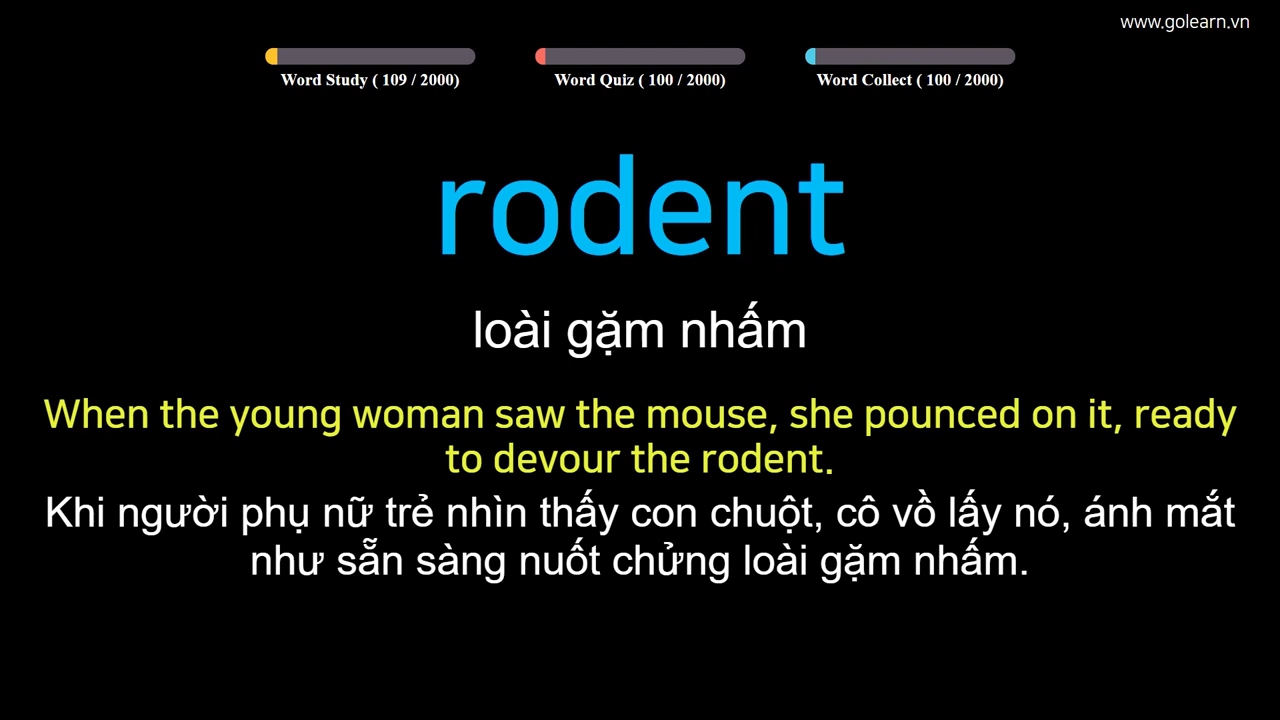 www.golearn.vn
Word Study ( 109 / 2000)
Word Quiz ( 100 / 2000)
Word Collect ( 100 / 2000)
rodent
loài gặm nhấm
When the young woman saw the mouse, she pounced on it, ready
to devour the rodent.
Khi người phụ nữ trẻ nhìn thấy con chuột, cô vồ lấy nó, ánh mắt
như sẵn sàng nuốt chửng loài gặm nhấm.